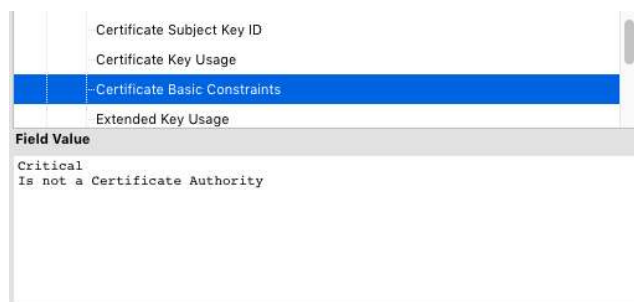 Certificate Subject Key ID
Certificate Key Usage
Certificate Basic Constraints
Extended Key Usage
Field Value
Critical
Is not a Certificate Authority